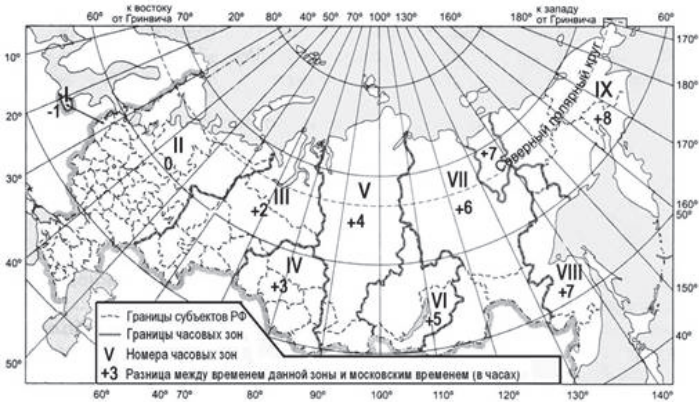 к востоку
от Гринвича
к западу
от Гринвича
60° 70° 20° 80° 40° 50° 70° 100° 130° 160° 180° 60°
10° 170°
Северный полярный круг
IX
+8
180°
I
-1
20°
II
0
+7
170°
30°
III
+2
V
+4
VII
+6
160°
50°
40°
IV
+3
VI
+5
VIII
+7
150°
50°
40°
Границы субъектов РФ
Границы часовых зон
V Номера часовых зон
+3 Разница между временем данной зоны и московским временем (в часах)
60° 70° 80° 90° 100° 110° 120° 130° 140°